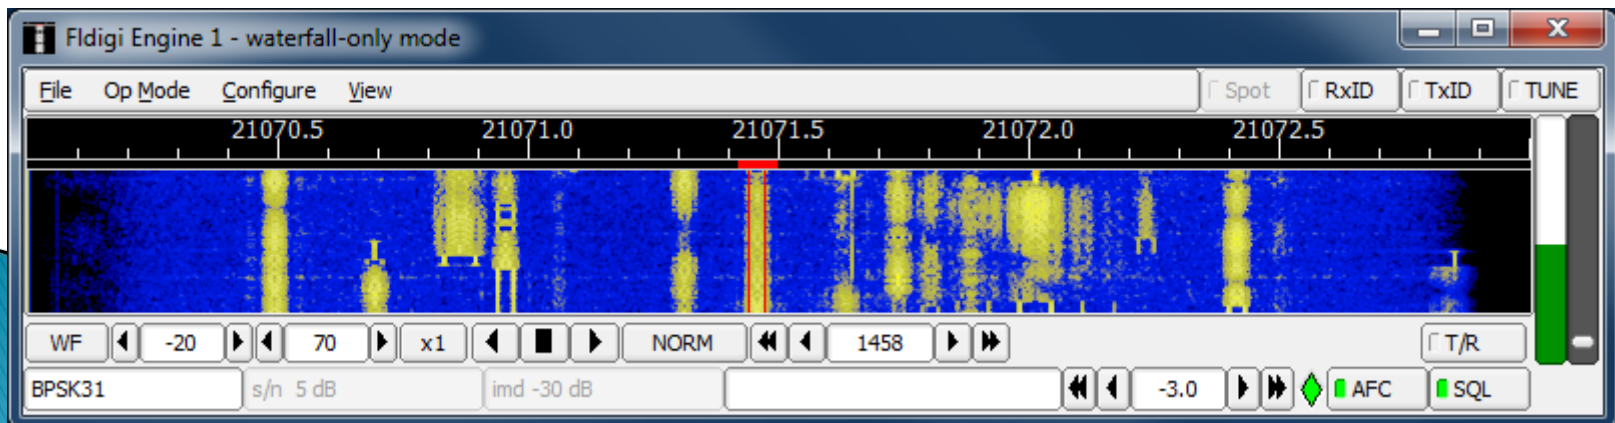 Fldigi Engine 1 - waterfall-only mode
File Op Mode Configure View Spot RxID TxID TUNE
21070.5 21071.0 21071.5 21072.0 21072.5
WF -20 70 x1 NORM 1458 T/R
BPSK31 s/n 5 dB imd -30 dB -3.0 AFC SQL